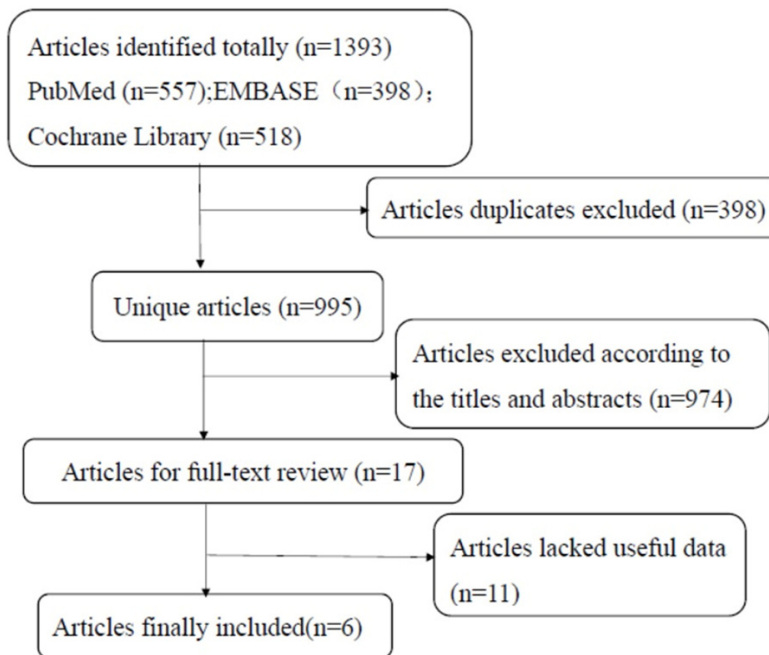 Articles identified totally (n=1393)
PubMed (n=557);EMBASE（n=398）;
Cochrane Library (n=518)
Articles duplicates excluded (n=398)
Unique articles (n=995)
Articles excluded according to
the titles and abstracts (n=974)
Articles for full-text review (n=17)
Articles lacked useful data
(n=11)
Articles finally included(n=6)